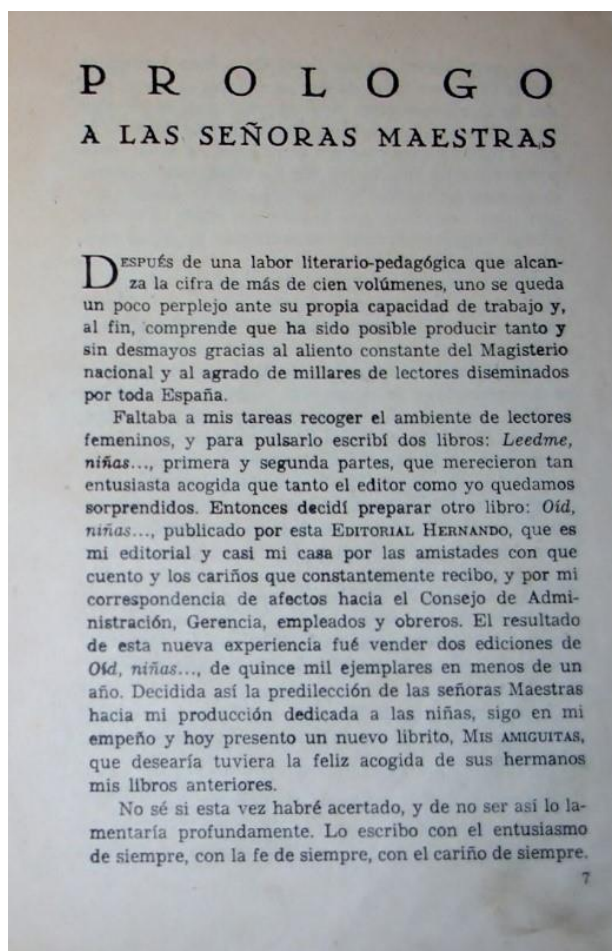 PROLOGO
A LAS SEÑORAS MAESTRAS
DESPUÉS de una labor literario-pedagógica que alcan-
za la cifra de más de cien volúmenes, uno se queda
un poco perplejo ante su propia capacidad de trabajo y,
al fin, comprende que ha sido posible producir tanto y
sin desmayos gracias al aliento constante del Magisterio
nacional y al agrado de millares de lectores diseminados
por toda España.
Faltaba a mis tareas recoger el ambiente de lectores
femeninos, y para pulsarlo escribí dos libros: Leedme,
niñas..., primera y segunda partes, que merecieron tan
entusiasta acogida que tanto el editor como yo quedamos
sorprendidos. Entonces decidí preparar otro libro: Oíd,
niñas..., publicado por esta EDITORIAL HERNANDO, que es
mi editorial y casi mi casa por las amistades con que
cuento y los cariños que constantemente recibo, y por mi
correspondencia de afectos hacia el Consejo de Admi-
nistración, Gerencia, empleados y obreros. El resultado
de esta nueva experiencia fué vender dos ediciones de
Oíd, niñas..., de quince mil ejemplares en menos de un
año. Decidida así la predilección de las señoras Maestras
hacia mi producción dedicada a las niñas, sigo en mi
empeño y hoy presento un nuevo librito, MIS AMIGUITAS,
que desearía tuviera la feliz acogida de sus hermanos
mis libros anteriores.
No sé si esta vez habré acertado, y de no ser así lo la-
mentaría profundamente. Lo escribo con el entusiasmo
de siempre, con la fe de siempre, con el cariño de siempre.
7